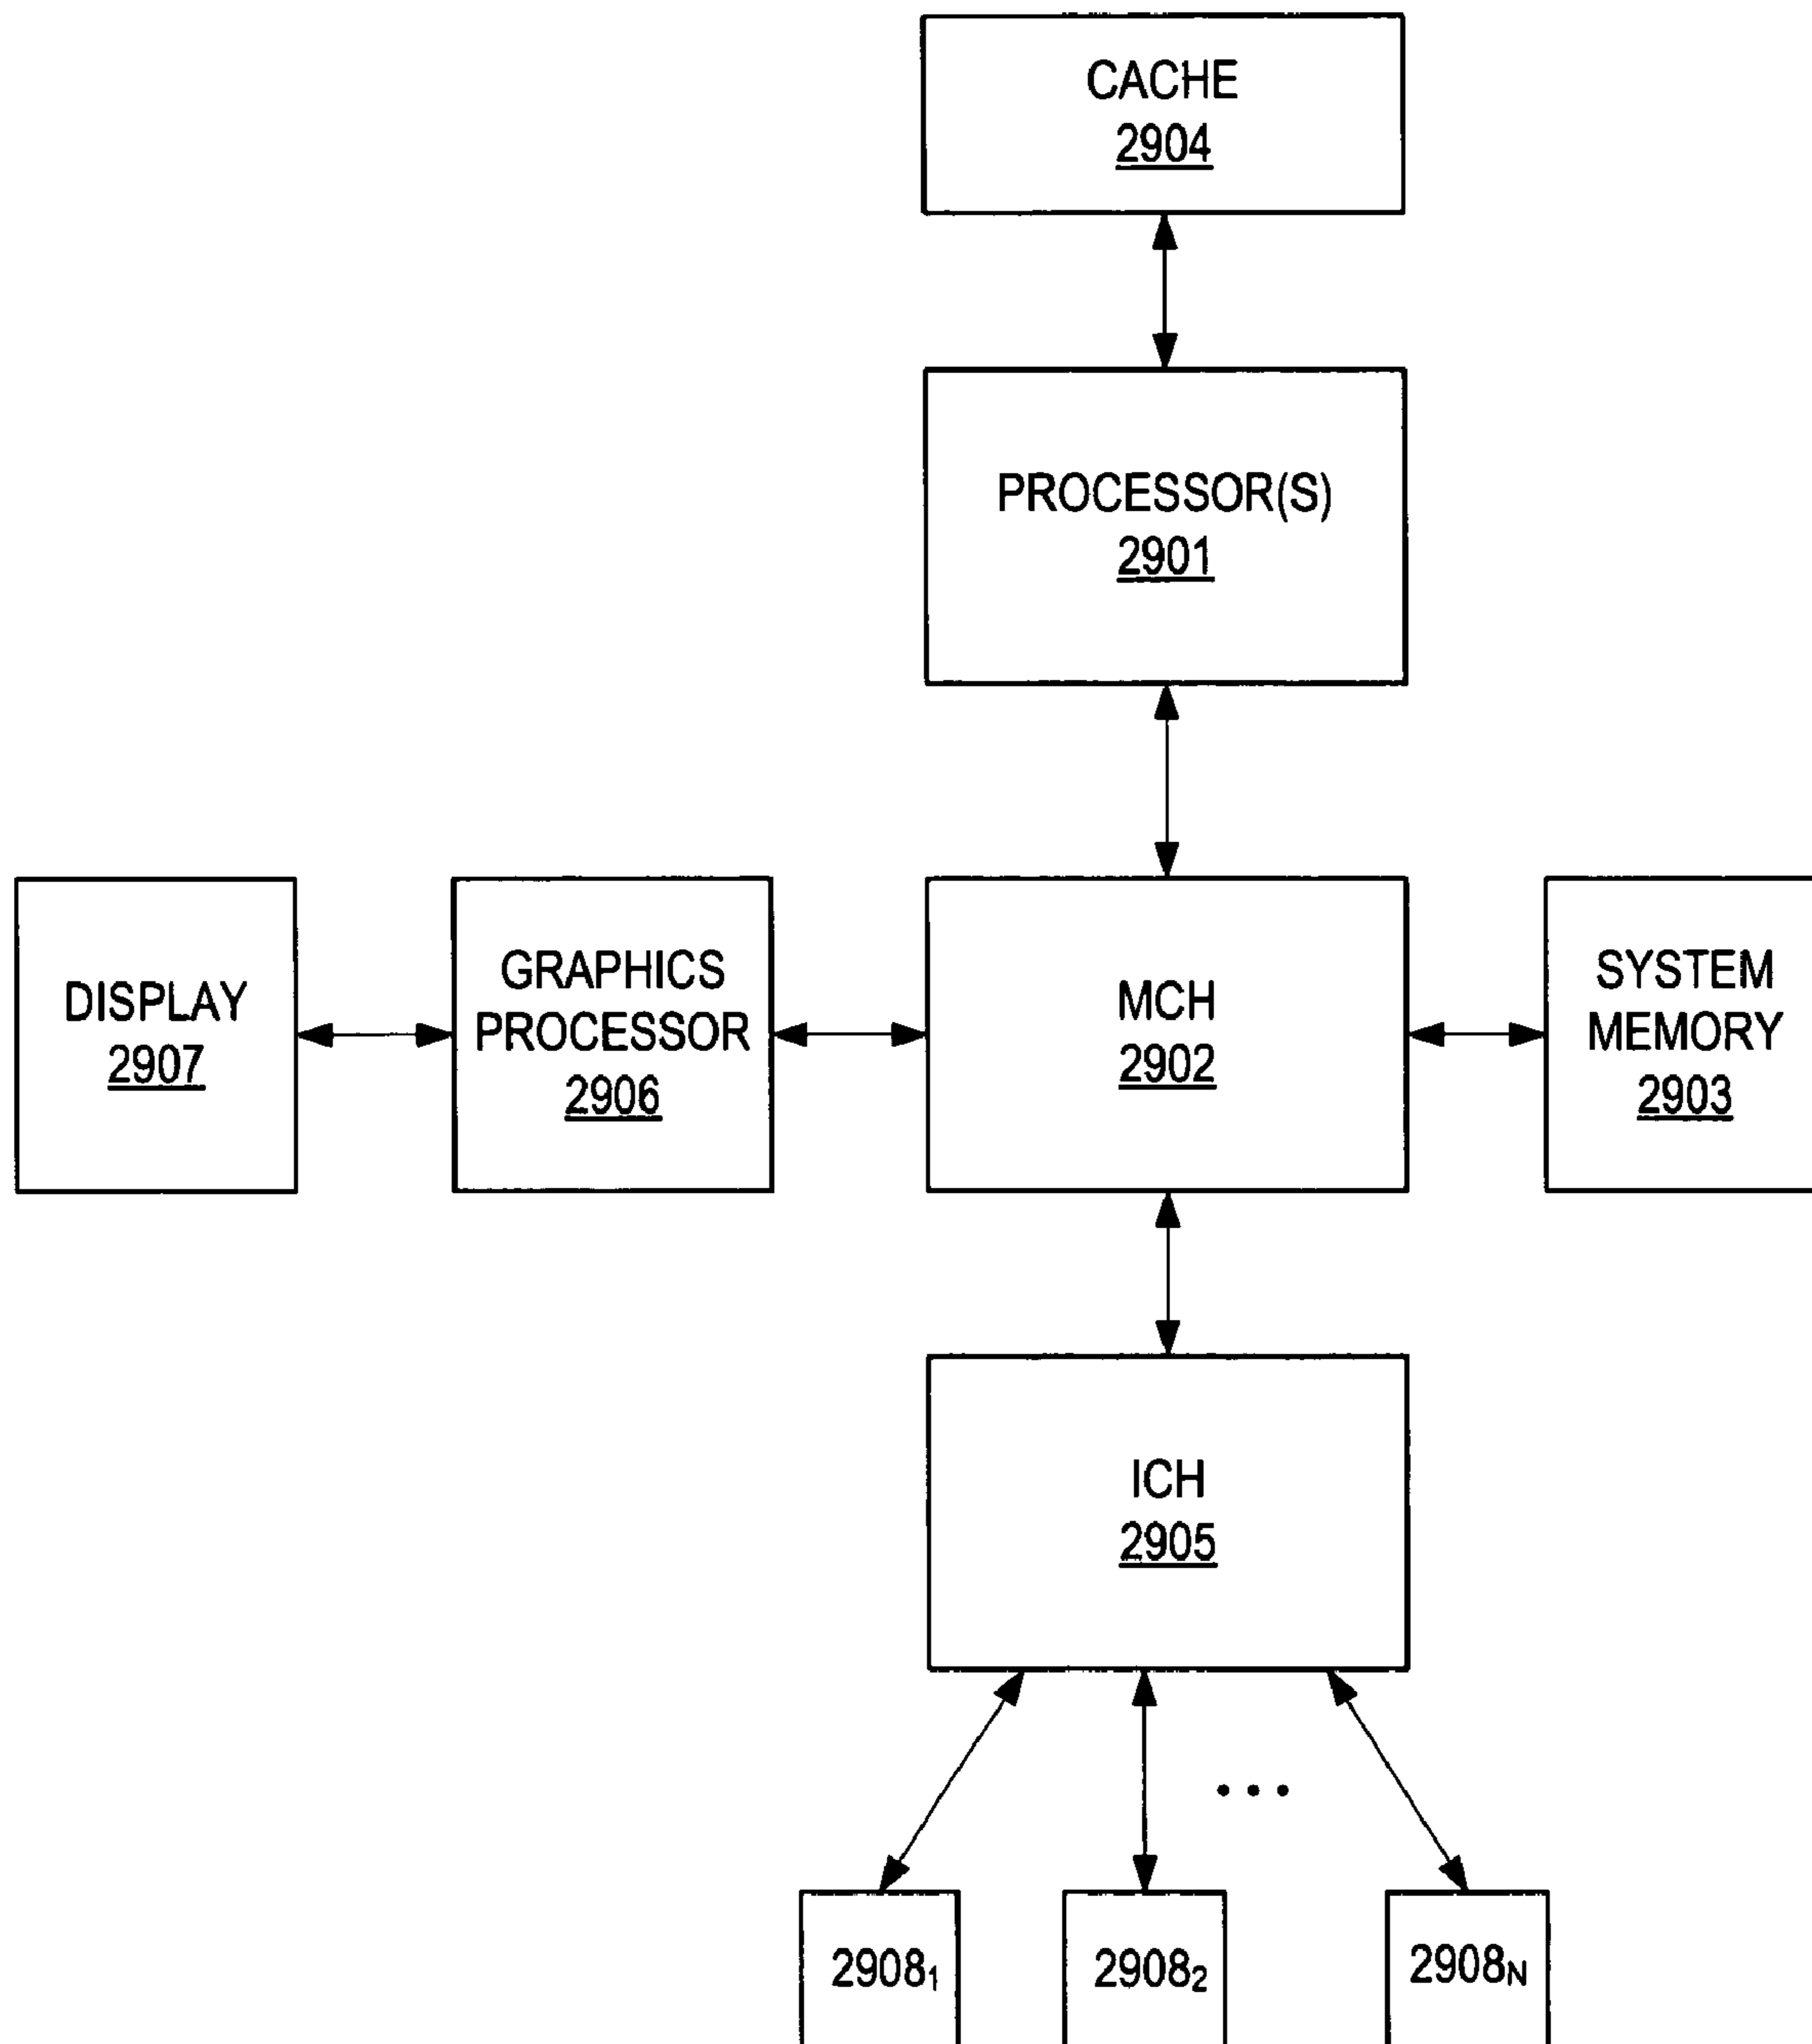 CACHE
2904
PROCESSOR(S)
2901
DISPLAY
2907
GRAPHICS
PROCESSOR
2906
MCH
2902
SYSTEM
MEMORY
2903
ICH
2905
• • •
2908₁
2908₂
2908N